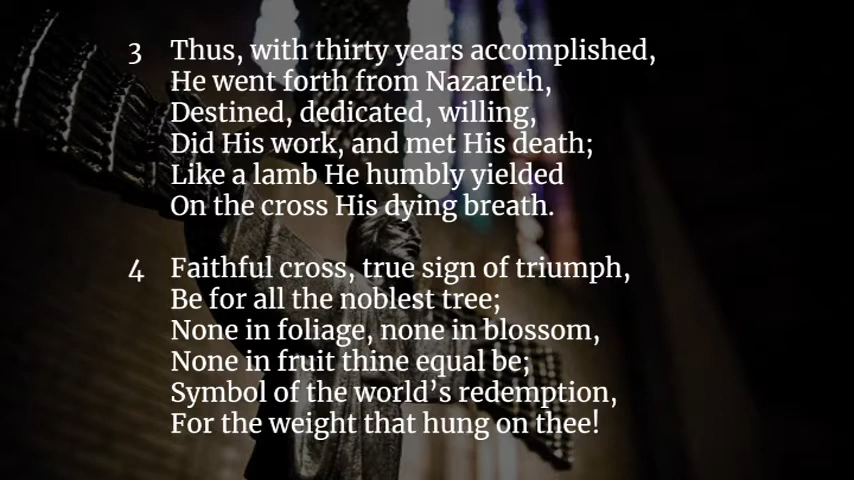 3 Thus, with thirty years accomplished,
He went forth from Nazareth,
Destined, dedicated, willing,
Did His work, and met His death;
Like a lamb He humbly yielded
On the cross His dying breath.
4 Faithful cross, true sign of triumph,
Be for all the noblest tree;
None in foliage, none in blossom,
None in fruit thine equal be;
Symbol of the world’s redemption,
For the weight that hung on thee!